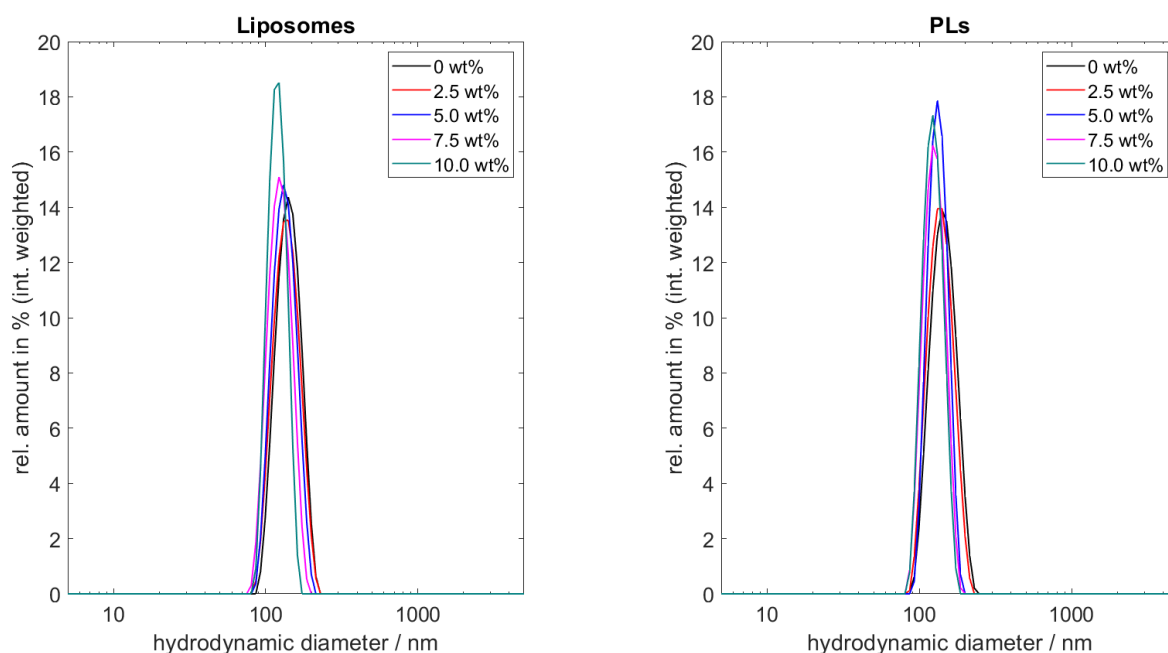 Liposomes
20
18
16
14
12
10
8
6
4
2
0
rel. amount in % (int. weighted)
10
100
1000
hydrodynamic diameter / nm
0 wt%
2.5 wt%
5.0 wt%
7.5 wt%
10.0 wt%
PLs
20
18
16
14
12
10
8
6
4
2
0
rel. amount in % (int. weighted)
10
100
1000
hydrodynamic diameter / nm
0 wt%
2.5 wt%
5.0 wt%
7.5 wt%
10.0 wt%